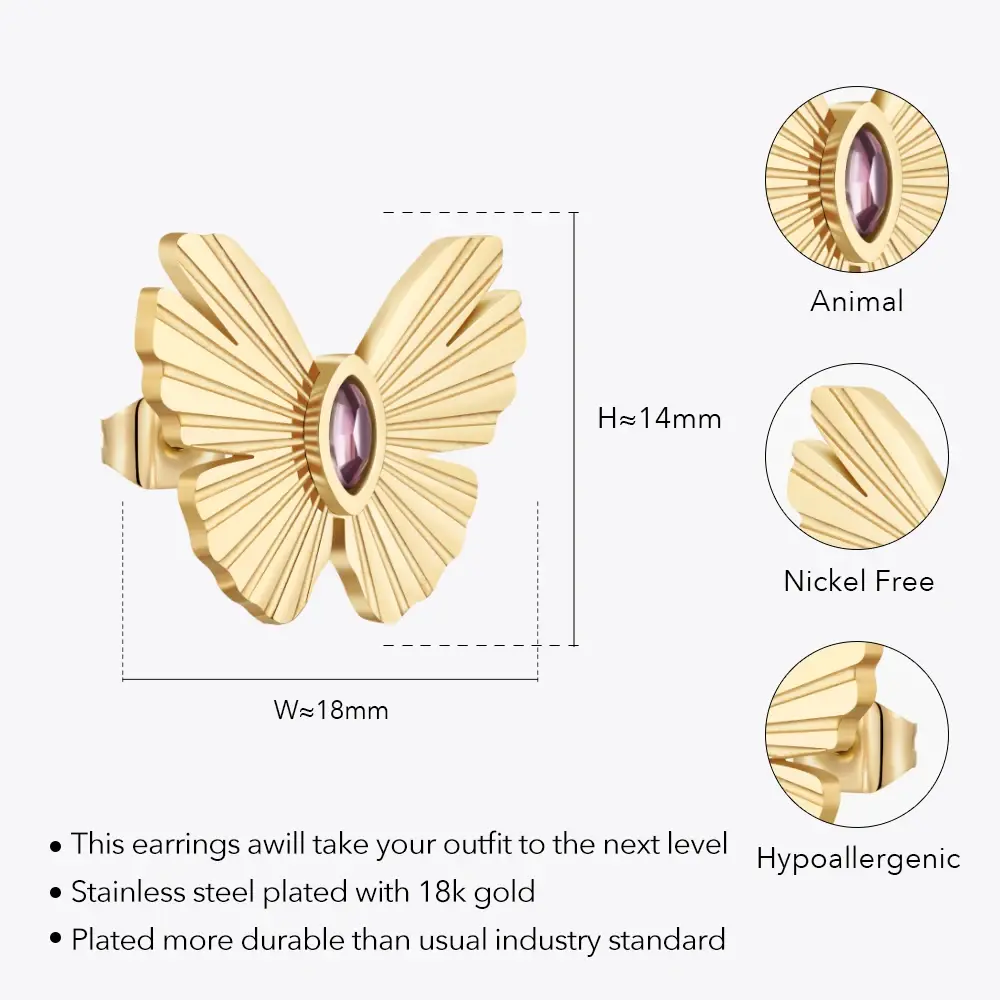 Animal
H≈14mm
Nickel Free
W≈18mm
Hypoallergenic
• This earrings awill take your outfit to the next level
• Stainless steel plated with 18k gold
• Plated more durable than usual industry standard